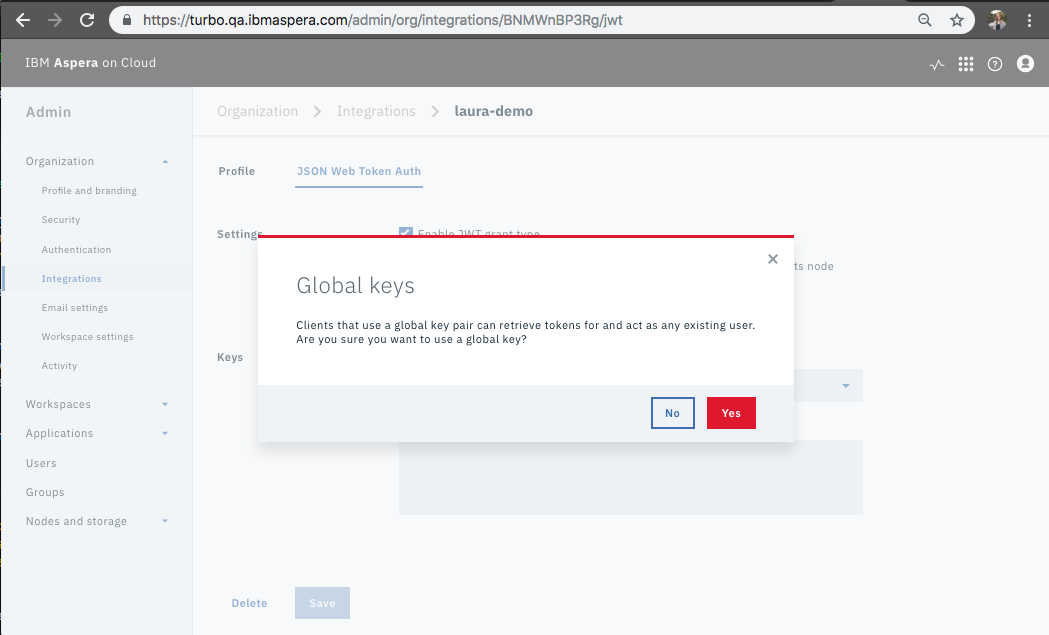 https://turbo.qa.ibmaspera.com/admin/org/integrations/BNMWnBP3Rg/jwt
IBM Aspera on Cloud
Admin
Organization
Profile and branding
Security
Authentication
Integrations
Email settings
Workspace settings
Activity
Workspaces
Applications
Users
Groups
Nodes and storage
Organization > Integrations > laura-demo
Profile JSON Web Token Auth
Settings Enable JWT grant type
ts node
Keys
Global keys
Clients that use a global key pair can retrieve tokens for and act as any existing user.
Are you sure you want to use a global key?
No Yes
Delete Save